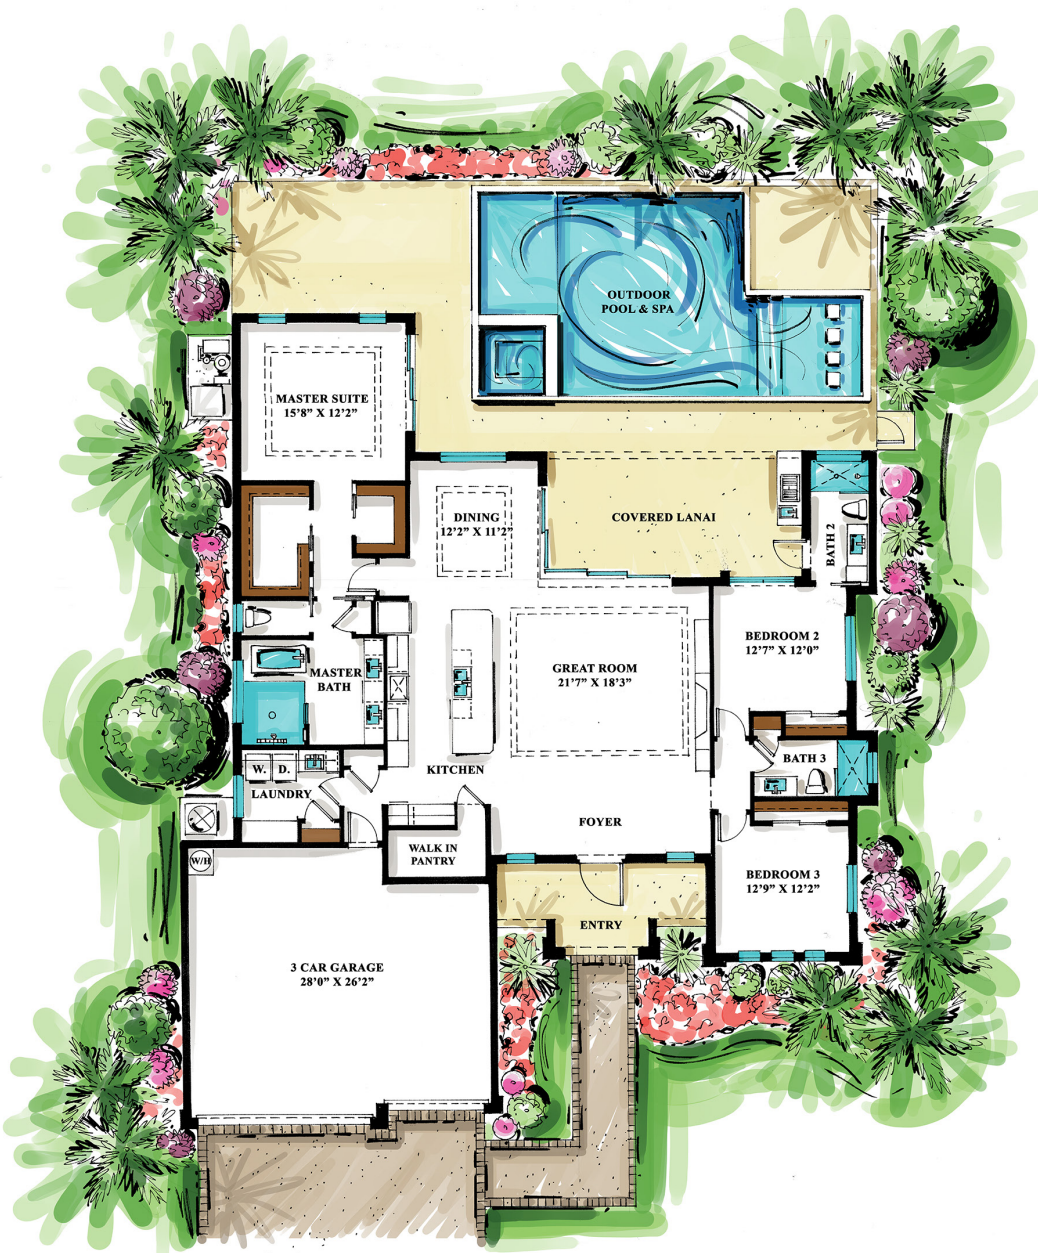 OUTDOOR
POOL & SPA
MASTER SUITE
15’8” X 12’2”
DINING
12’2” X 11’2”
COVERED LANAI
BATH 2
BEDROOM 2
12’7” X 12’0”
GREAT ROOM
21’7” X 18’3”
MASTER
BATH
W. D.
LAUNDRY
KITCHEN
BATH 3
FOYER
WALK IN
PANTRY
W/H
BEDROOM 3
12’9” X 12’2”
ENTRY
3 CAR GARAGE
28’0” X 26’2”